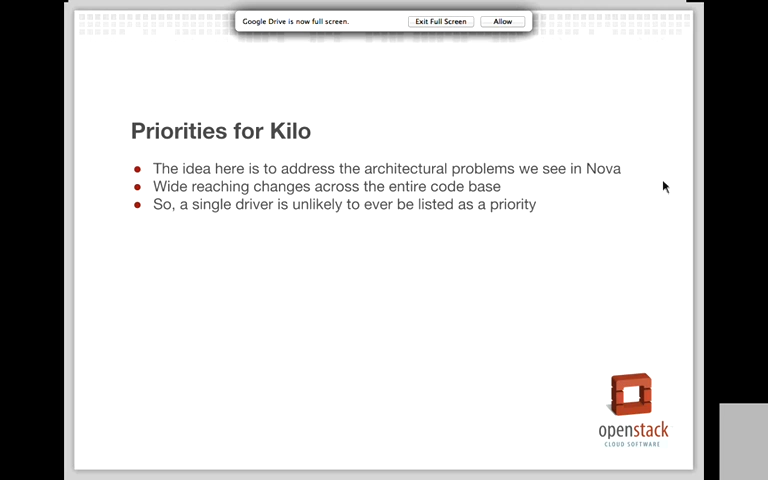 Google Drive is now full screen. Exit Full Screen Allow
Priorities for Kilo
The idea here is to address the architectural problems we see in Nova
Wide reaching changes across the entire code base
So, a single driver is unlikely to ever be listed as a priority
openstack
CLOUD SOFTWARE